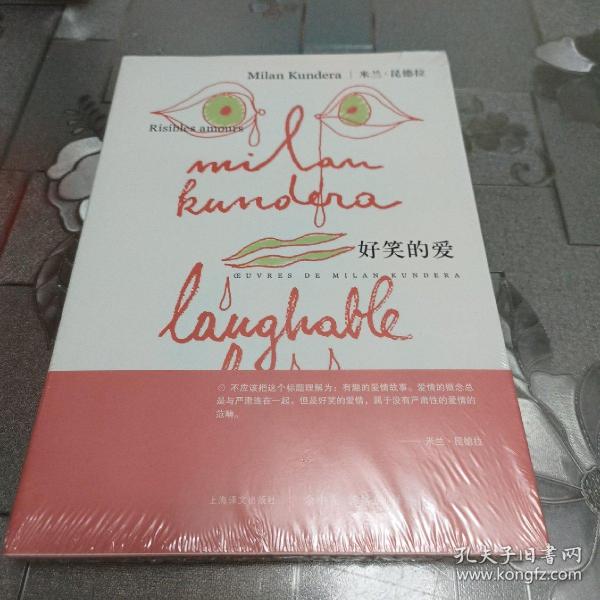 Milan Kundera | 米兰·昆德拉
Risibles amours
milan
kundera
好笑的爱
ŒUVRES DE MILAN KUNDERA
laughable
不应该把这个标题理解为：有趣的爱情故事。爱情的概念总
是与严肃连在一起，但是好笑的爱情，属于没有严肃性的爱情的
范畴。
——米兰·昆德拉
上海译文出版社
孔夫子旧书网
www.kongfz.com